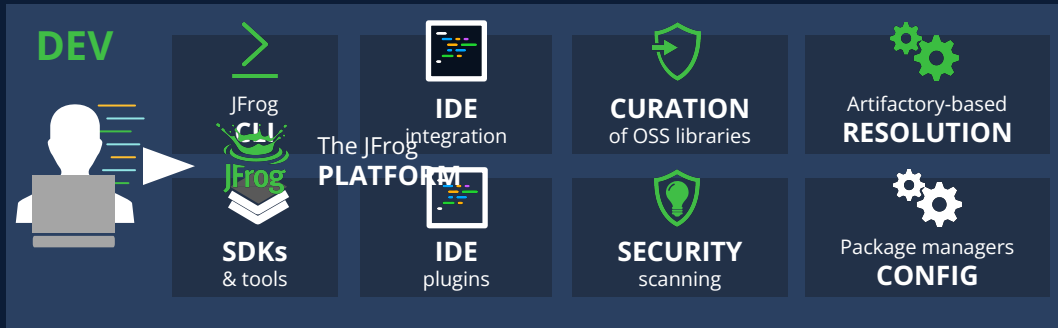 DEV
JFrog
CLI
IDE
integration
CURATION
of OSS libraries
Artifactory-based
RESOLUTION
JFrog
The JFrog
PLATFORM
SDKs
& tools
IDE
plugins
SECURITY
scanning
Package managers
CONFIG